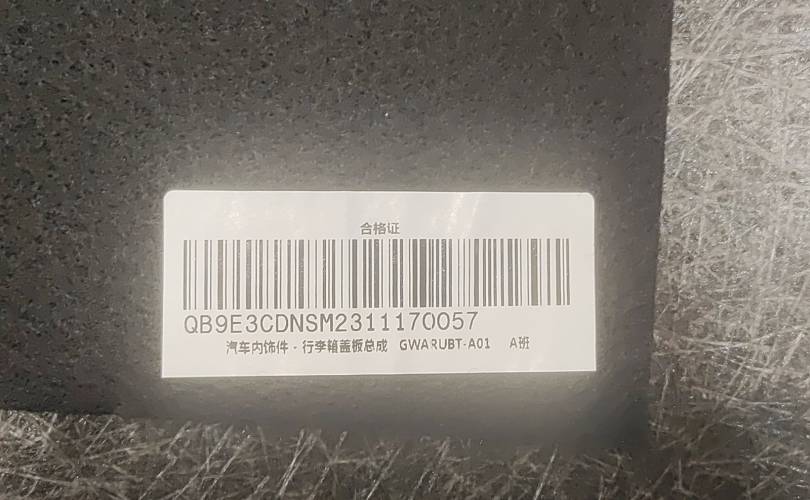 合格证
QB9E3CDNSM2311170057
汽车内饰件 - 行李箱盖板总成 GWARUBT-A01 A班